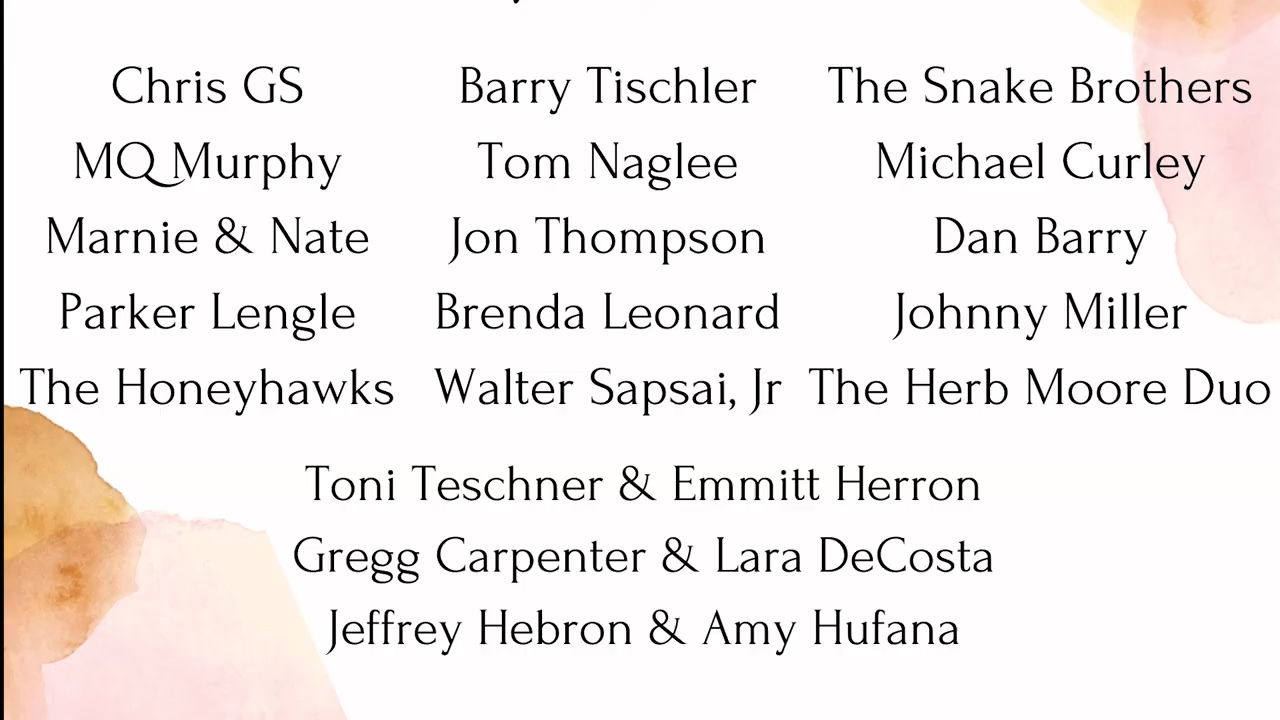 Chris GS Barry Tischler The Snake Brothers
MQ Murphy Tom Naglee Michael Curley
Marnie & Nate Jon Thompson Dan Barry
Parker Lengle Brenda Leonard Johnny Miller
The Honeyhawks Walter Sapsai, Jr The Herb Moore Duo
Toni Teschner & Emmitt Herron
Gregg Carpenter & Lara DeCosta
Jeffrey Hebron & Amy Hufana